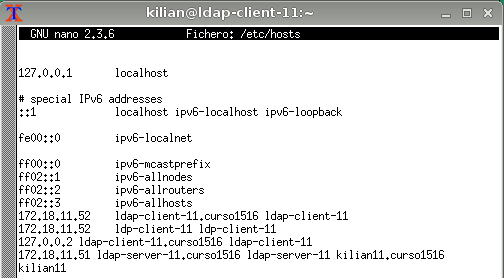 kilian@ldap-client-11:~
GNU nano 2.3.6 Fichero: /etc/hosts
127.0.0.1 localhost
# special IPv6 addresses
::1 localhost ipv6-localhost ipv6-loopback
fe00::0 ipv6-localnet
ff00::0 ipv6-mcastprefix
ff02::1 ipv6-allnodes
ff02::2 ipv6-allrouters
ff02::3 ipv6-allhosts
172.18.11.52 ldap-client-11.curso1516 ldap-client-11
172.18.11.52 ldp-client-11 ldp-client-11
127.0.0.2 ldap-client-11.curso1516 ldap-client-11
172.18.11.51 ldap-server-11.curso1516 ldap-server-11 kilian11.curso1516
kilian11